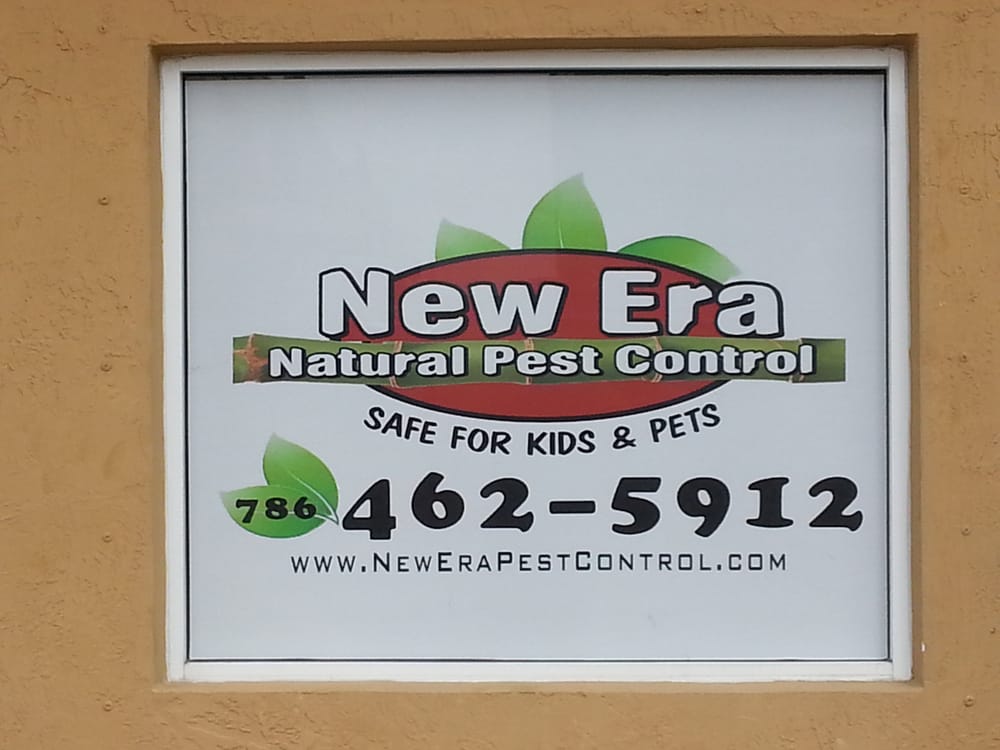 New Era
Natural Pest Control
SAFE FOR KIDS & PETS
786 462-5912
www.NewEraPestControl.com